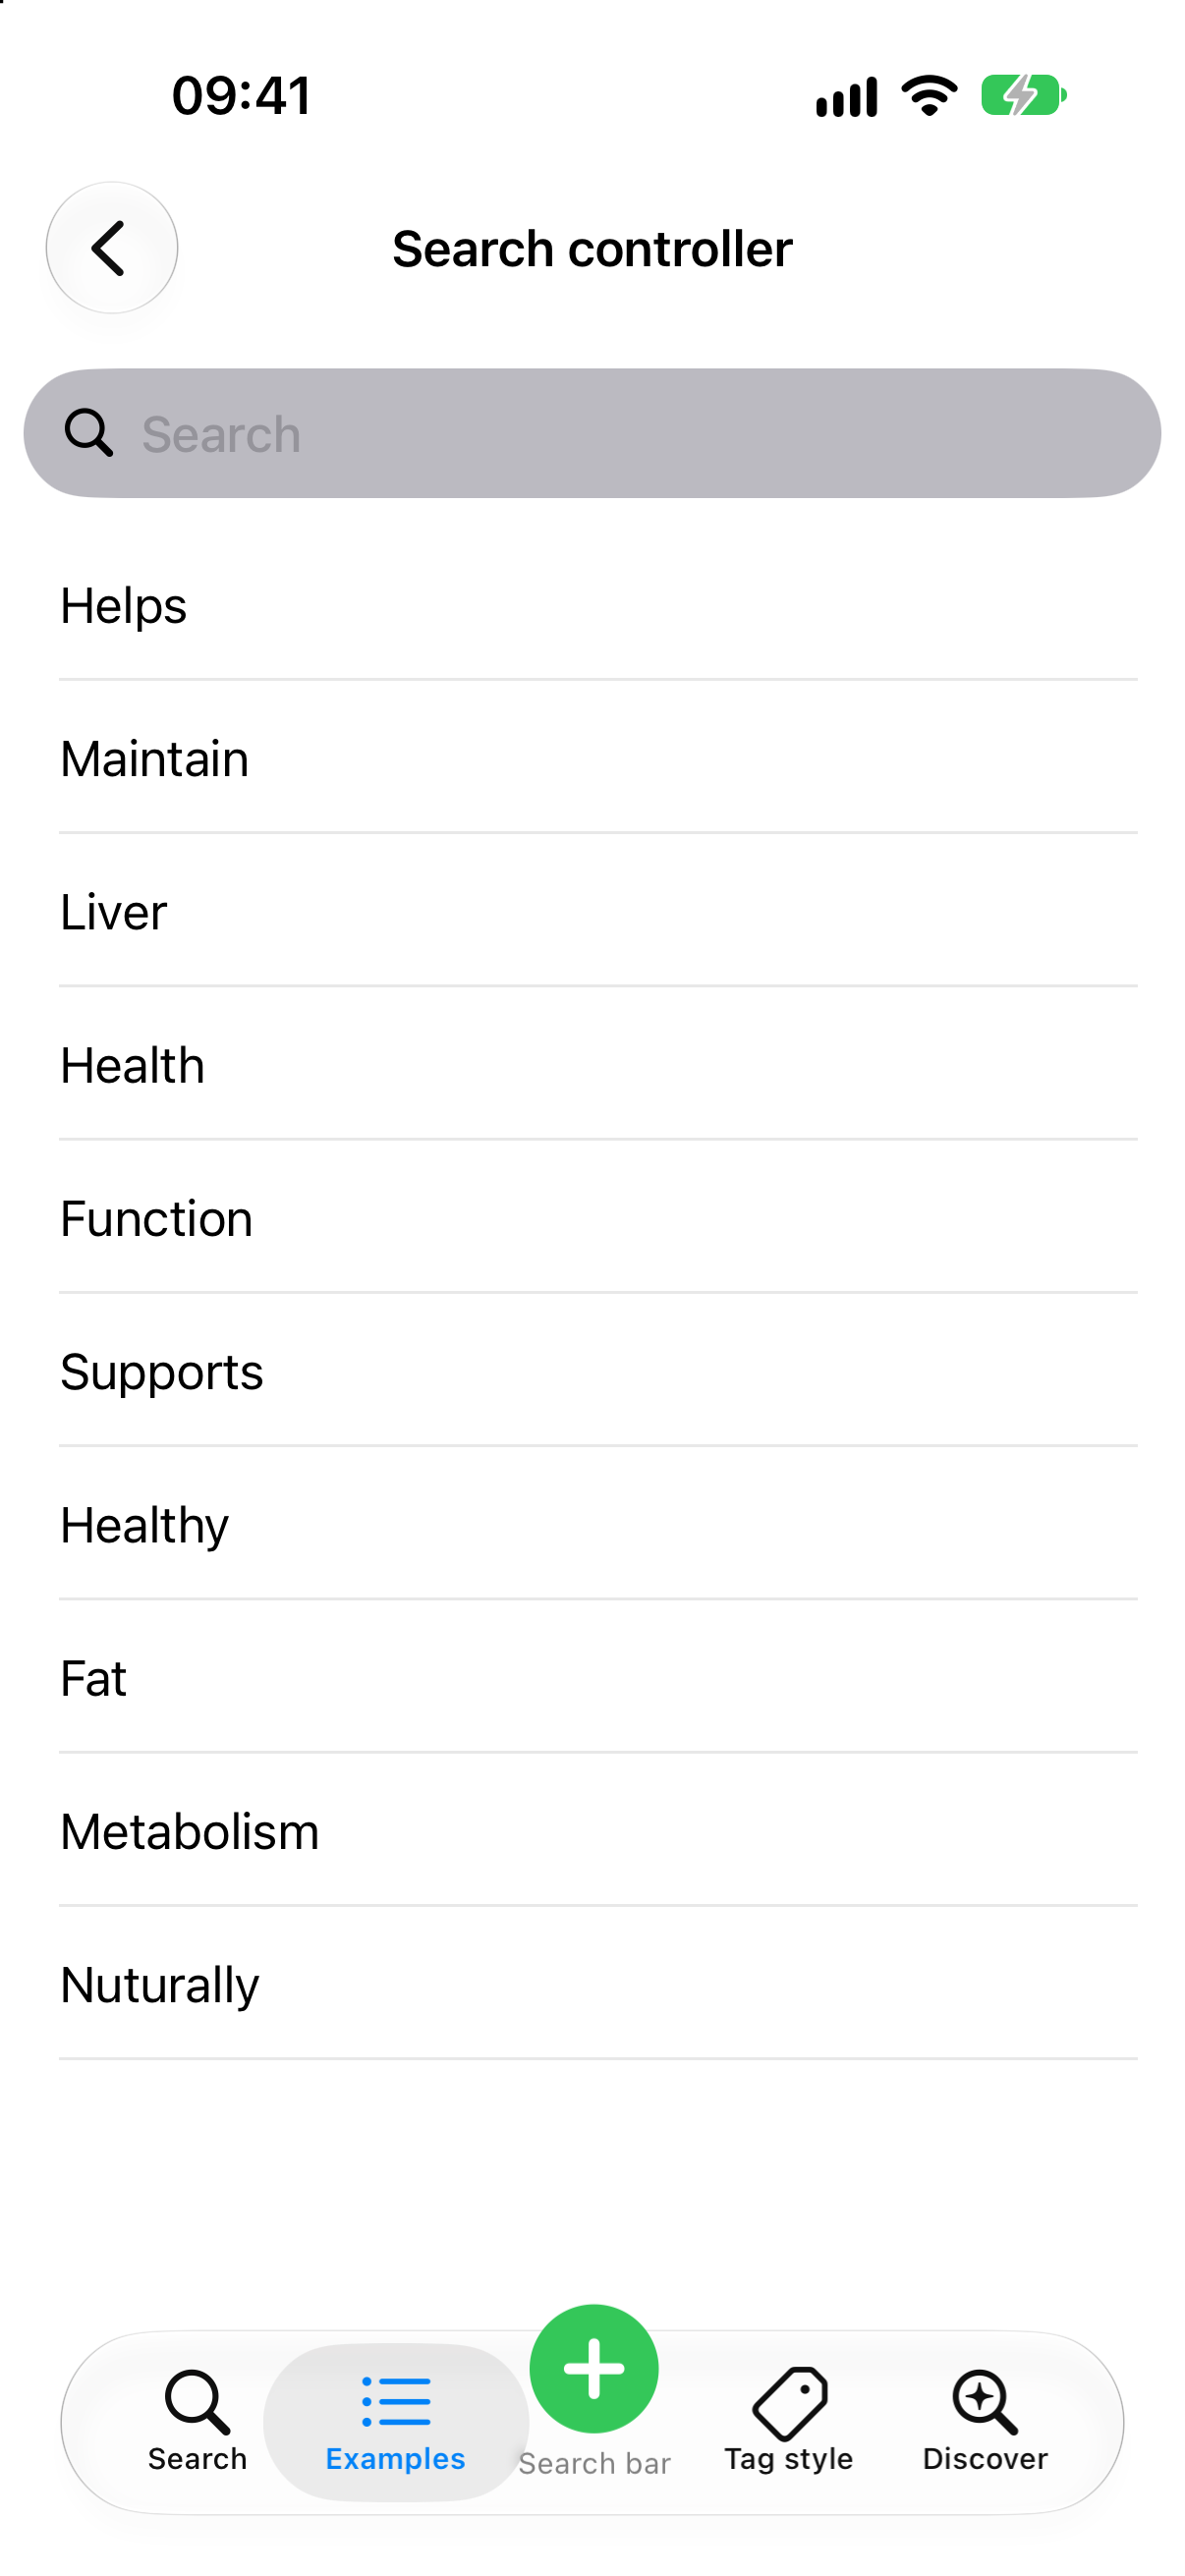 09:41
Search controller
Search
Helps
Maintain
Liver
Health
Function
Supports
Healthy
Fat
Metabolism
Nuturally
Search
Examples
Search bar
Tag style
Discover